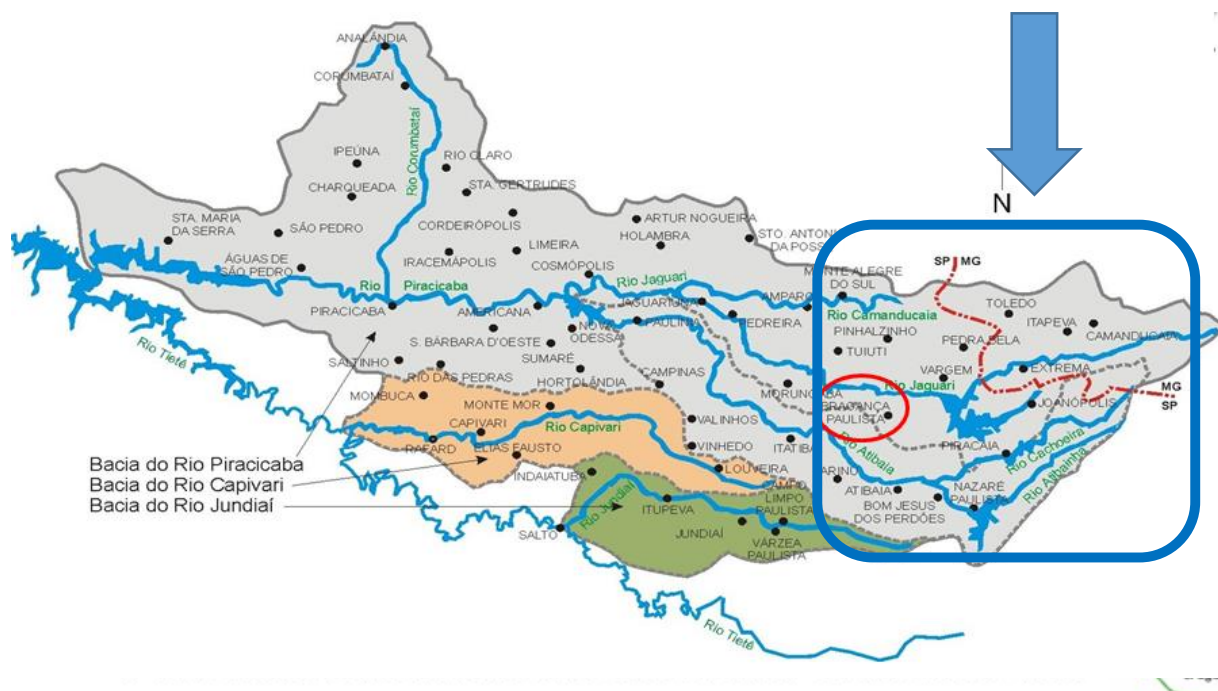 ANALÂNDIA
CORUMBATAÍ
Rio Corumbataí
IPEÚNA
RIO CLARO
CHARQUEADA
STA. GERTRUDES
STA. MARIA
DA SERRA
SÃO PEDRO
CORDEIRÓPOLIS
ARTUR NOGUEIRA
HOLAMBRA
STO. ANTONIO
DA POSS
N
ÁGUAS DE
SÃO PEDRO
IRACEMÁPOLIS
LIMEIRA
COSMÓPOLIS
Rio Jaguari
MONTE ALEGRE
DO SUL
SP MG
TOLEDO
Rio Piracicaba
PIRACICABA
AMERICANA
JAGUARIUNA
AMPARO
Rio Camanducaia
ITAPEVA
CAMANDUCAIA
PAULÍNIA
PEDREIRA
PINHALZINHO
PEDRA BELA
NOVA
ODESSA
S. BÁRBARA D'OESTE
TUIUTI
Rio Tietê
SALTINHO
SUMARÉ
RIO DAS PEDRAS
HORTOLÂNDIA
CAMPINAS
VARGEM
EXTREMA
MOMBUCA
MONTE MOR
MORUNGABA
Rio Jaguari
MG
SP
BRAGANÇA
PAULISTA
JOANÓPOLIS
CAPIVARI
Rio Capivari
VALINHOS
RAFARD
ELIAS FAUSTO
VINHEDO
ITATIBA
Rio Atibaia
PIRACAIA
Rio Cachoeira
Bacia do Rio Piracicaba
Bacia do Rio Capivari
Bacia do Rio Jundiaí
INDAIATUBA
LOUVEIRA
CAMPO
LIMPO
PAULISTA
ARINU
ATIBAIA
NAZARÉ
PAULISTA
Rio Atibainha
BOM JESUS
DOS PERDÕES
Rio Jundiaí
ITUPEVA
SALTO
JUNDIAÍ
VÁRZEA
PAULISTA
Rio Tietê